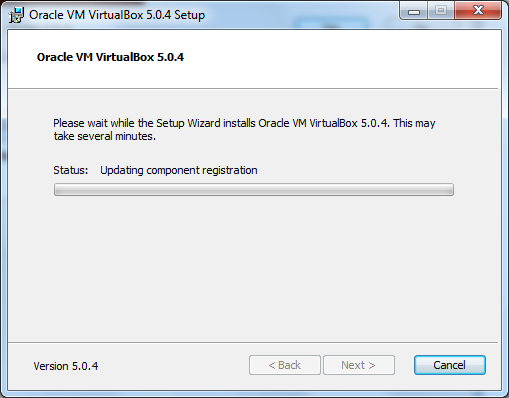 Oracle VM VirtualBox 5.0.4 Setup
Oracle VM VirtualBox 5.0.4
Please wait while the Setup Wizard installs Oracle VM VirtualBox 5.0.4. This may
take several minutes.
Status: Updating component registration
Version 5.0.4 < Back Next > Cancel